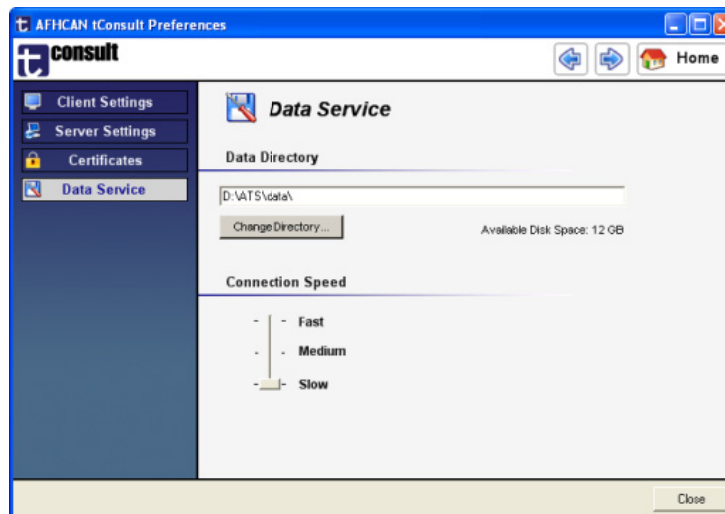 AFHCAN tConsult Preferences
t consult
Home
Client Settings
Server Settings
Certificates
Data Service
Data Service
Data Directory
D:\ATS\data\
Change Directory...
Available Disk Space: 12 GB
Connection Speed
Fast
Medium
Slow
Close